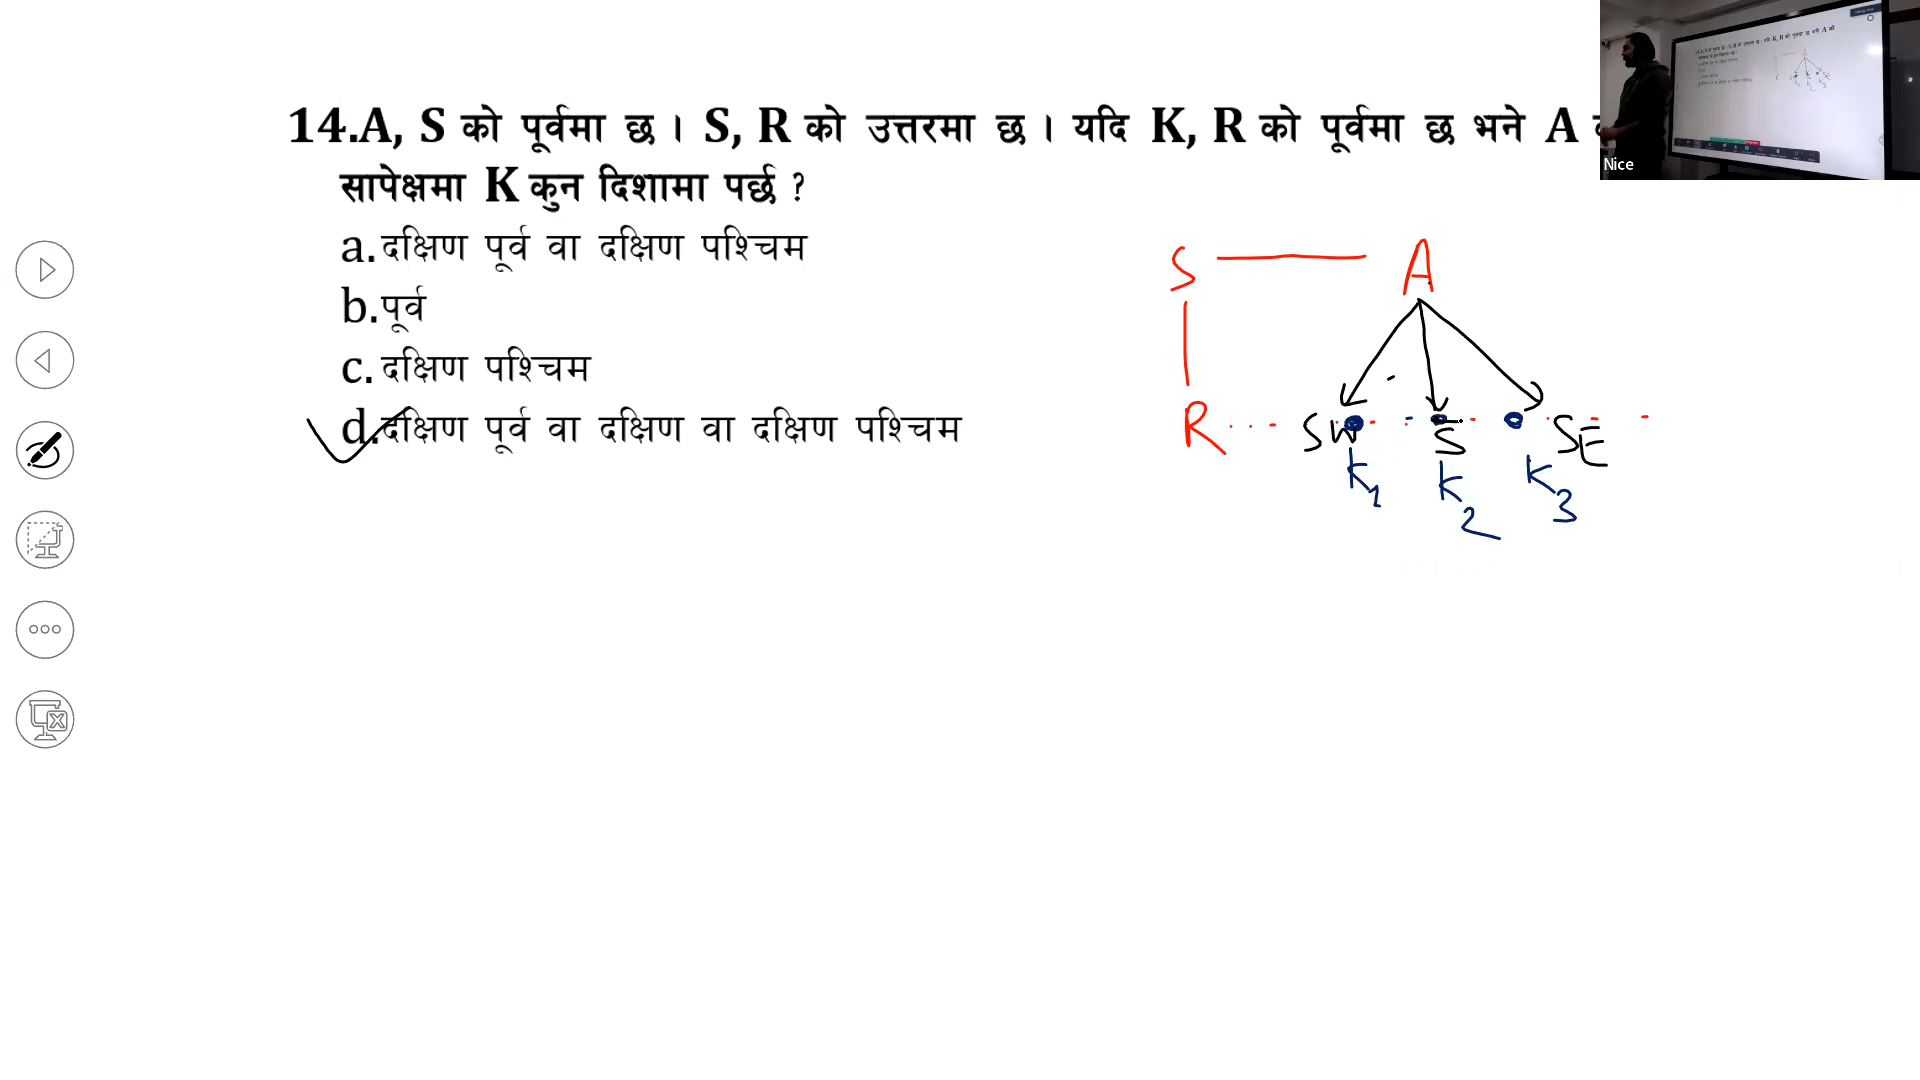 14.A, S को पूर्वमा छ । S, R को उत्तरमा छ । यदि K, R को पूर्वमा छ भने A
सापेक्षमा K कुन दिशामा पर्छ ?
a.दक्षिण पूर्व वा दक्षिण पश्चिम
b.पूर्व
c. दक्षिण पश्चिम
d.दक्षिण पूर्व वा दक्षिण वा दक्षिण पश्चिम
S A
R SW S SE
K1 K2 K3
Nice